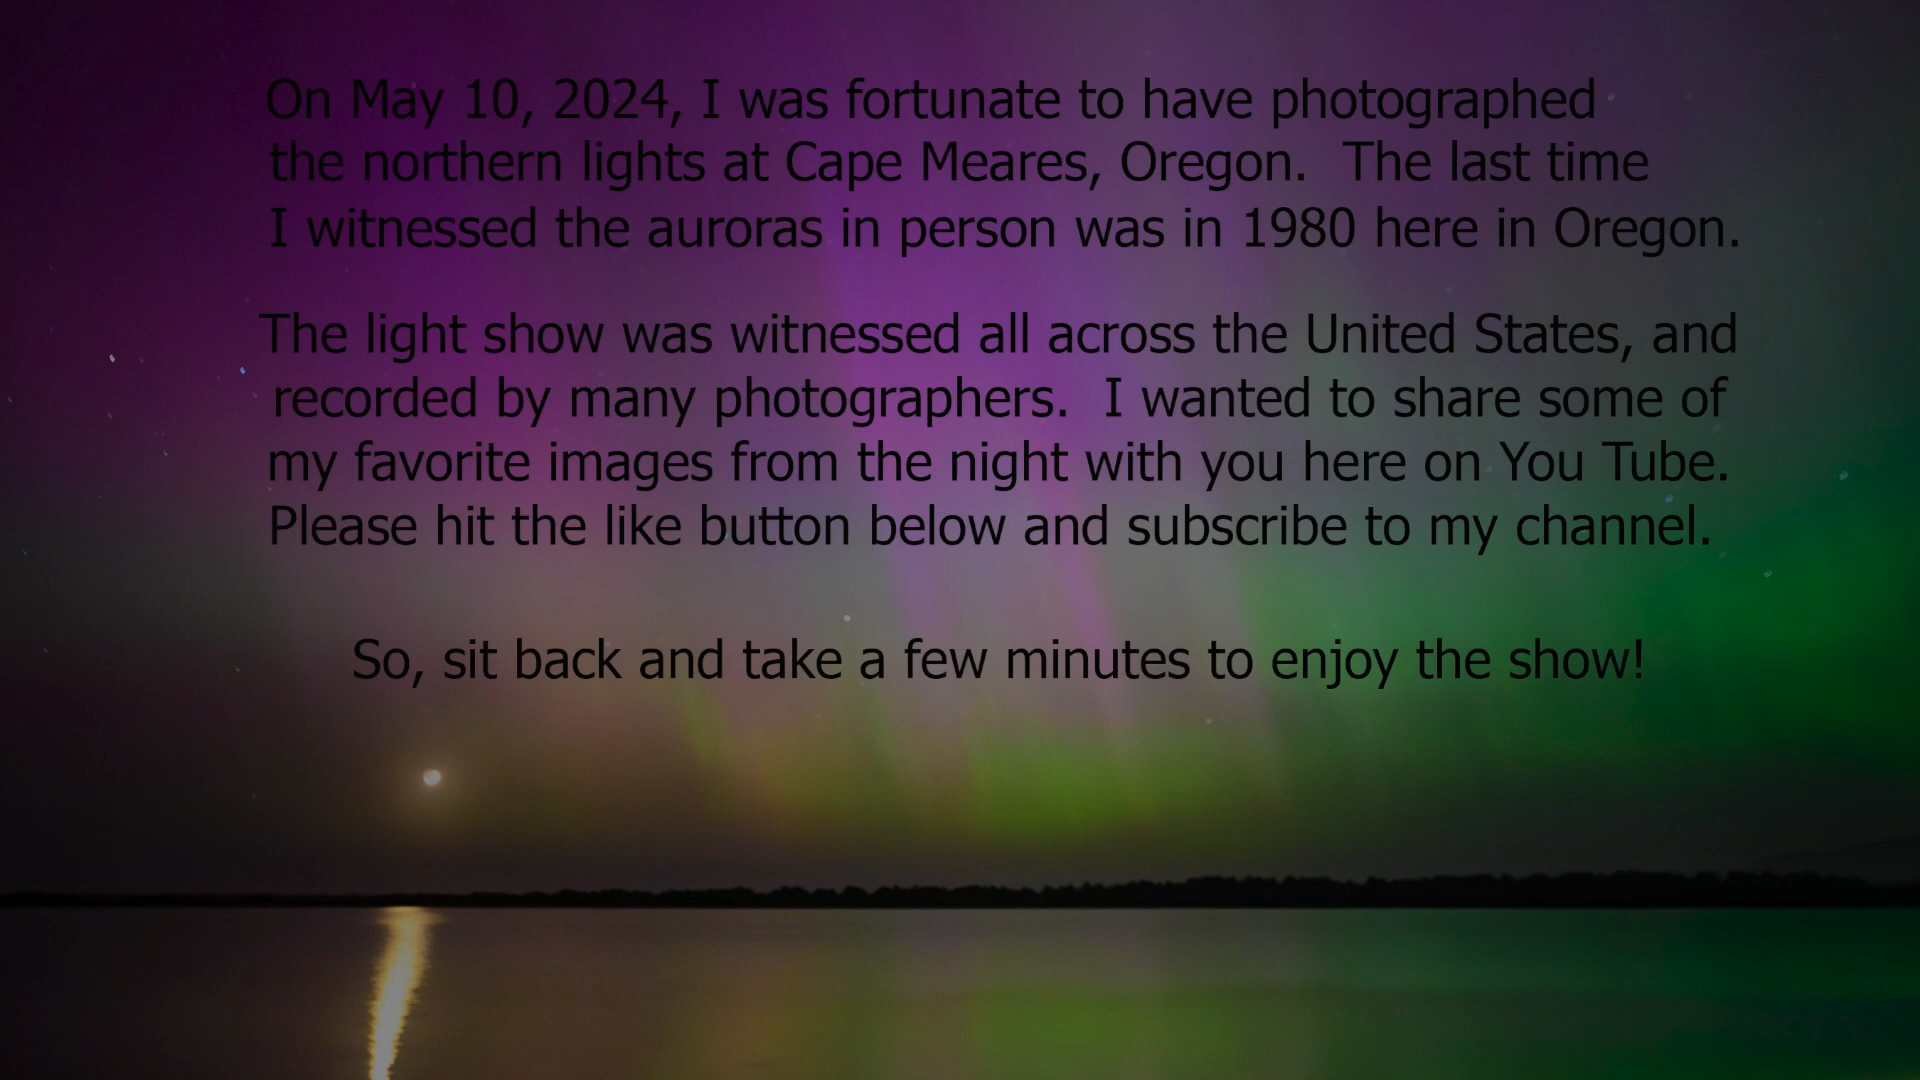 On May 10, 2024, I was fortunate to have photographed
the northern lights at Cape Meares, Oregon.  The last time
I witnessed the auroras in person was in 1980 here in Oregon.
The light show was witnessed all across the United States, and
recorded by many photographers.  I wanted to share some of
my favorite images from the night with you here on You Tube.
Please hit the like button below and subscribe to my channel.
So, sit back and take a few minutes to enjoy the show!